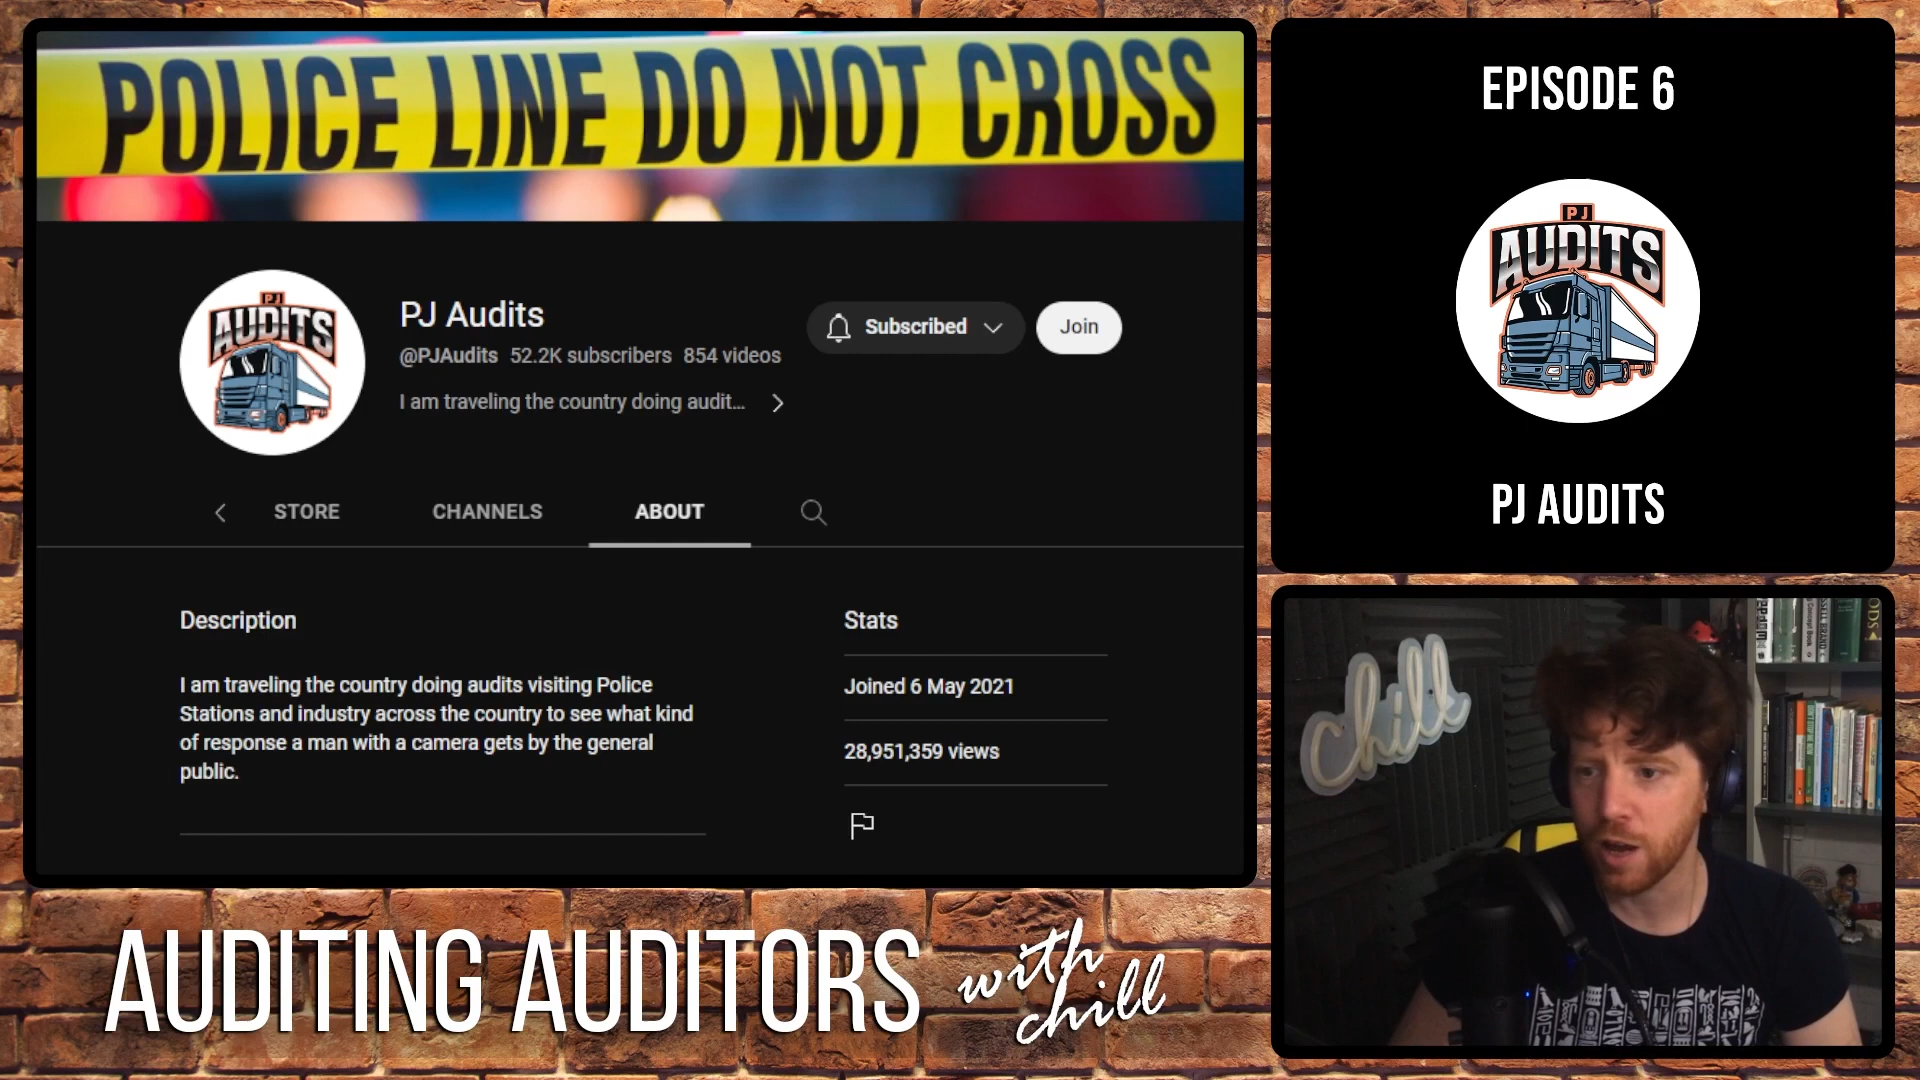 POLICE LINE DO NOT CROSS
PJ
AUDITS
PJ Audits
@PJAudits 52.2K subscribers 854 videos
I am traveling the country doing audit...
Subscribed
Join
STORE
CHANNELS
ABOUT
Description
I am traveling the country doing audits visiting Police
Stations and industry across the country to see what kind
of response a man with a camera gets by the general
public.
Stats
Joined 6 May 2021
28,951,359 views
EPISODE 6
PJ
AUDITS
PJ AUDITS
chill
AUDITING AUDITORS
with
chill